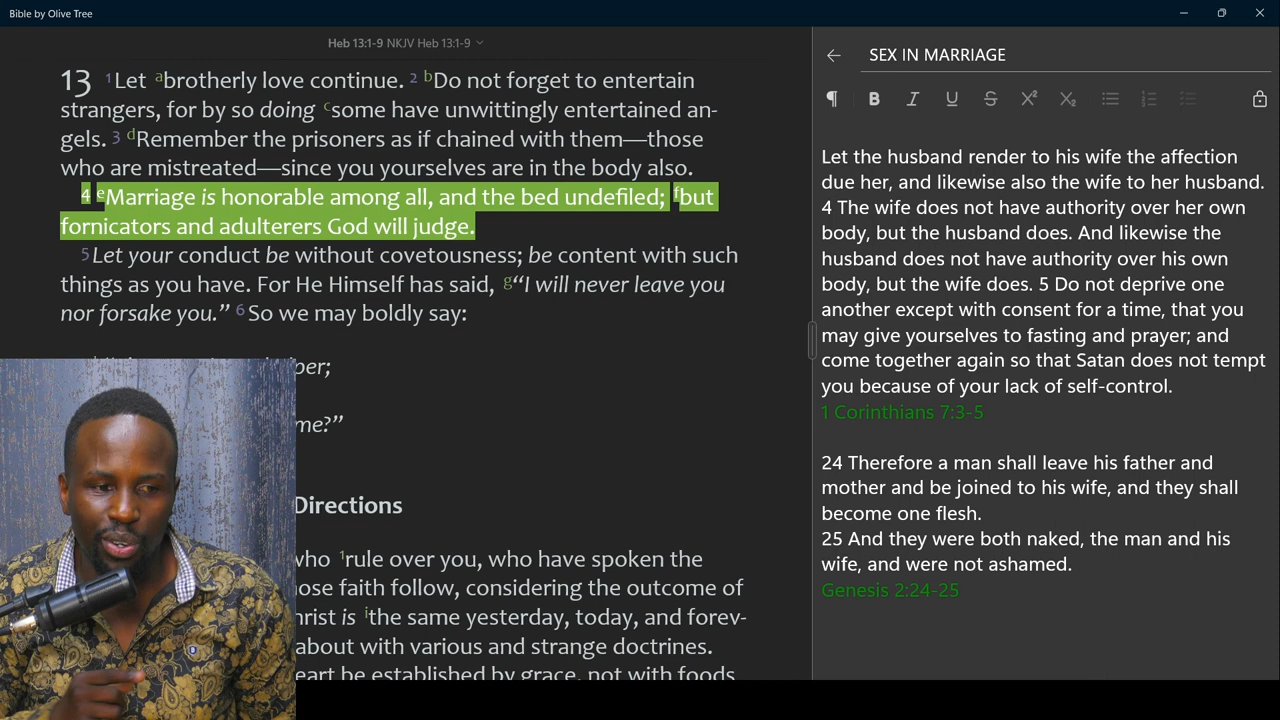 Bible by Olive Tree
Heb 13:1-9 NKJV Heb 13:1-9
13 1Let abrotherly love continue. 2 bDo not forget to entertain
strangers, for by so doing csome have unwittingly entertained an-
gels. 3 dRemember the prisoners as if chained with them—those
who are mistreated—since you yourselves are in the body also.
4 eMarriage is honorable among all, and the bed undefiled; fbut
fornicators and adulterers God will judge.
5Let your conduct be without covetousness; be content with such
things as you have. For He Himself has said, g“I will never leave you
nor forsake you.” 6 So we may boldly say:
me?”
Directions
who 1rule over you, who have spoken the
faith follow, considering the outcome of
is ithe same yesterday, today, and forev-
about with various and strange doctrines.
be established by grace, not with foods
SEX IN MARRIAGE
¶ B I U S X2 X2
Let the husband render to his wife the affection
due her, and likewise also the wife to her husband.
4 The wife does not have authority over her own
body, but the husband does. And likewise the
husband does not have authority over his own
body, but the wife does. 5 Do not deprive one
another except with consent for a time, that you
may give yourselves to fasting and prayer; and
come together again so that Satan does not tempt
you because of your lack of self-control.
1 Corinthians 7:3-5
24 Therefore a man shall leave his father and
mother and be joined to his wife, and they shall
become one flesh.
25 And they were both naked, the man and his
wife, and were not ashamed.
Genesis 2:24-25